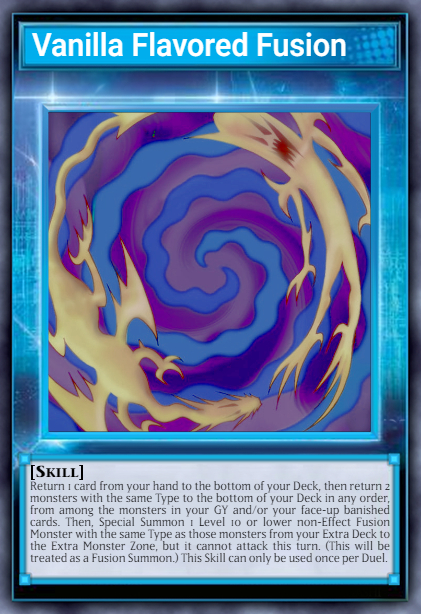 Vanilla Flavored Fusion
[SKILL]
Return 1 card from your hand to the bottom of your Deck, then return 2
monsters with the same Type to the bottom of your Deck in any order,
from among the monsters in your GY and/or your face-up banished
cards. Then, Special Summon 1 Level 10 or lower non-Effect Fusion
Monster with the same Type as those monsters from your Extra Deck to
the Extra Monster Zone, but it cannot attack this turn. (This will be
treated as a Fusion Summon.) This Skill can only be used once per Duel.